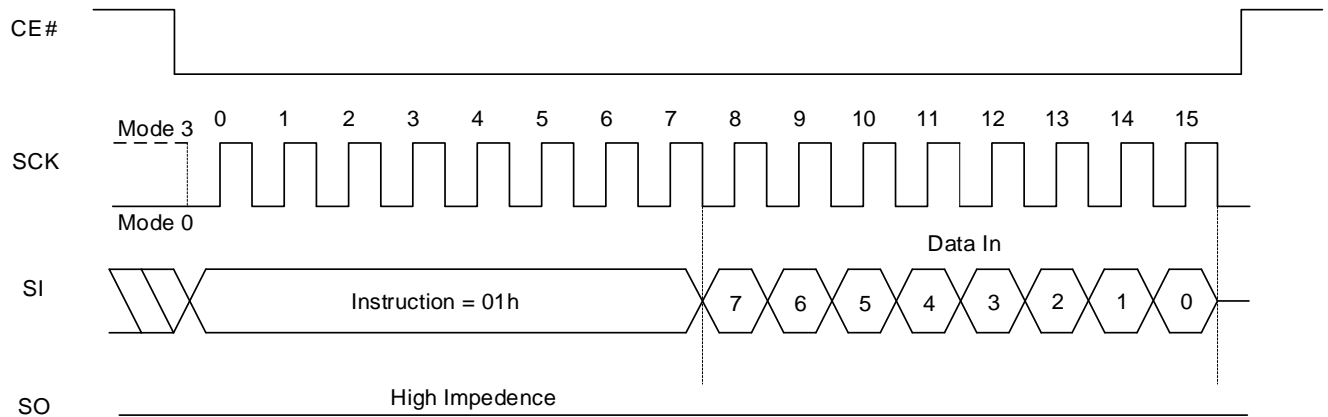 CE#
Mode 3
0 1 2 3 4 5 6 7 8 9 10 11 12 13 14 15
SCK
Mode 0
Data In
SI
Instruction = 01h
7 6 5 4 3 2 1 0
High Impedence
SO